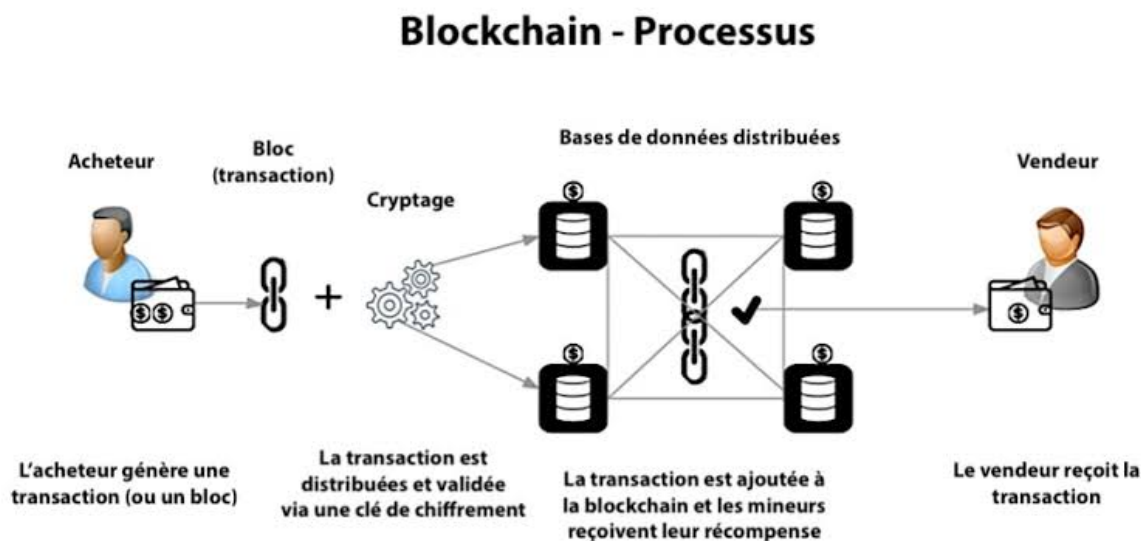 Blockchain - Processus
Acheteur
Bloc
(transaction)
Cryptage
Bases de données distribuées
Vendeur
L'acheteur génère une
transaction (ou un bloc)
La transaction est
distribuées et validée
via une clé de chiffrement
La transaction est ajoutée à
la blockchain et les mineurs
reçoivent leur récompense
Le vendeur reçoit la
transaction